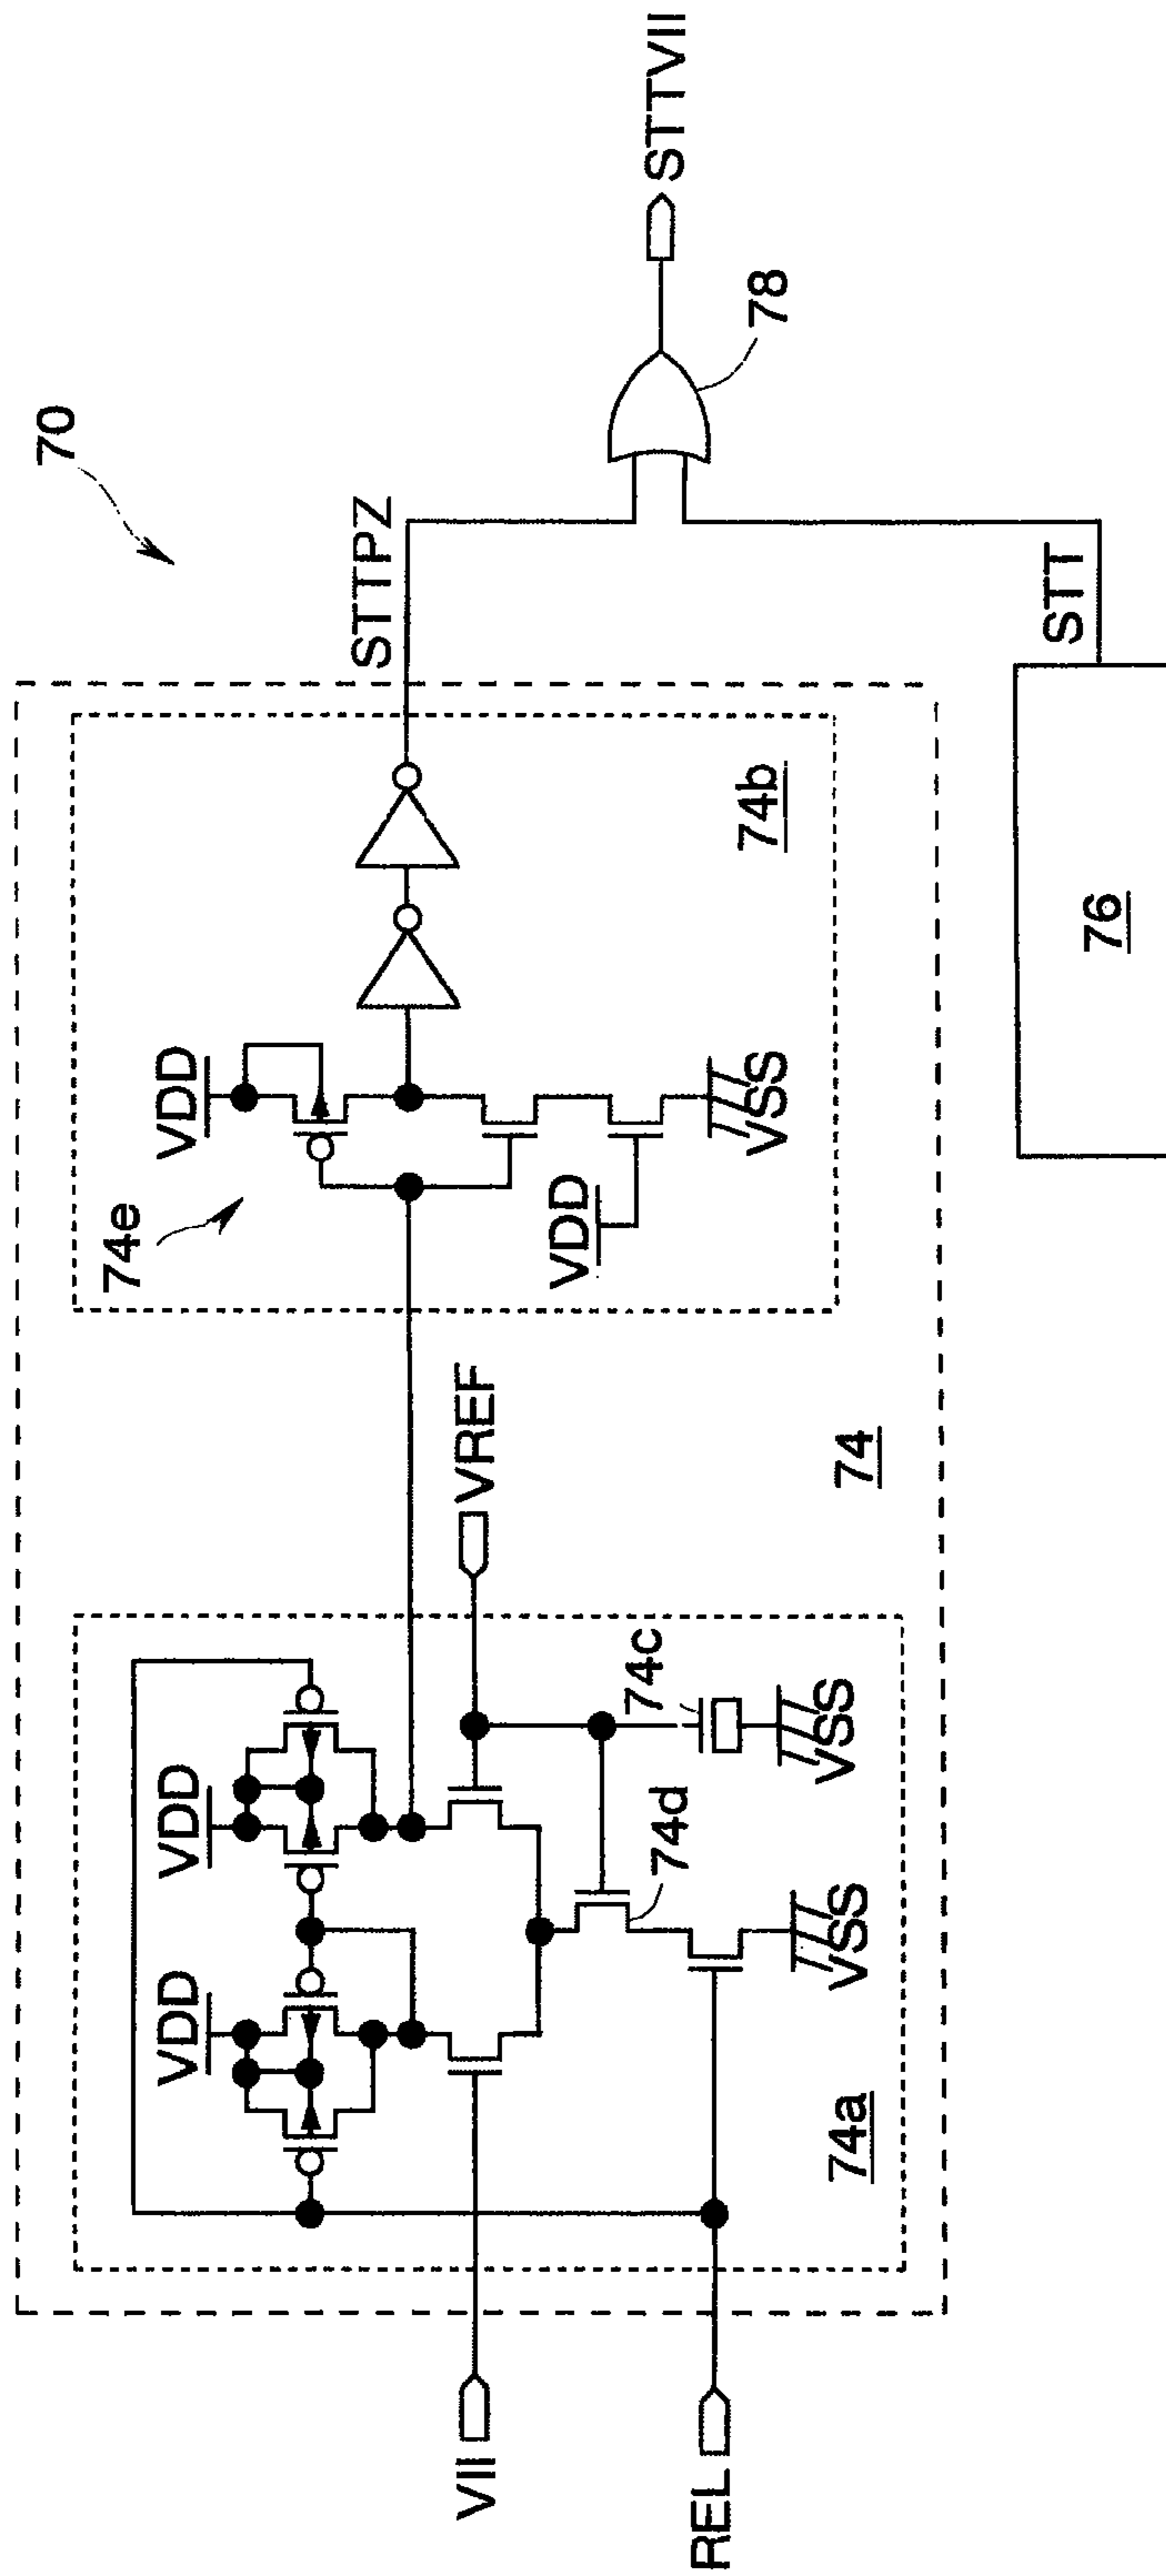 70
VDD
VDD
VDD
74e
STTPZ
VII
VREF
VDD
STTVII
74c
74d
78
REL
VSS
VSS
VSS
74a
74
74b
STT
76